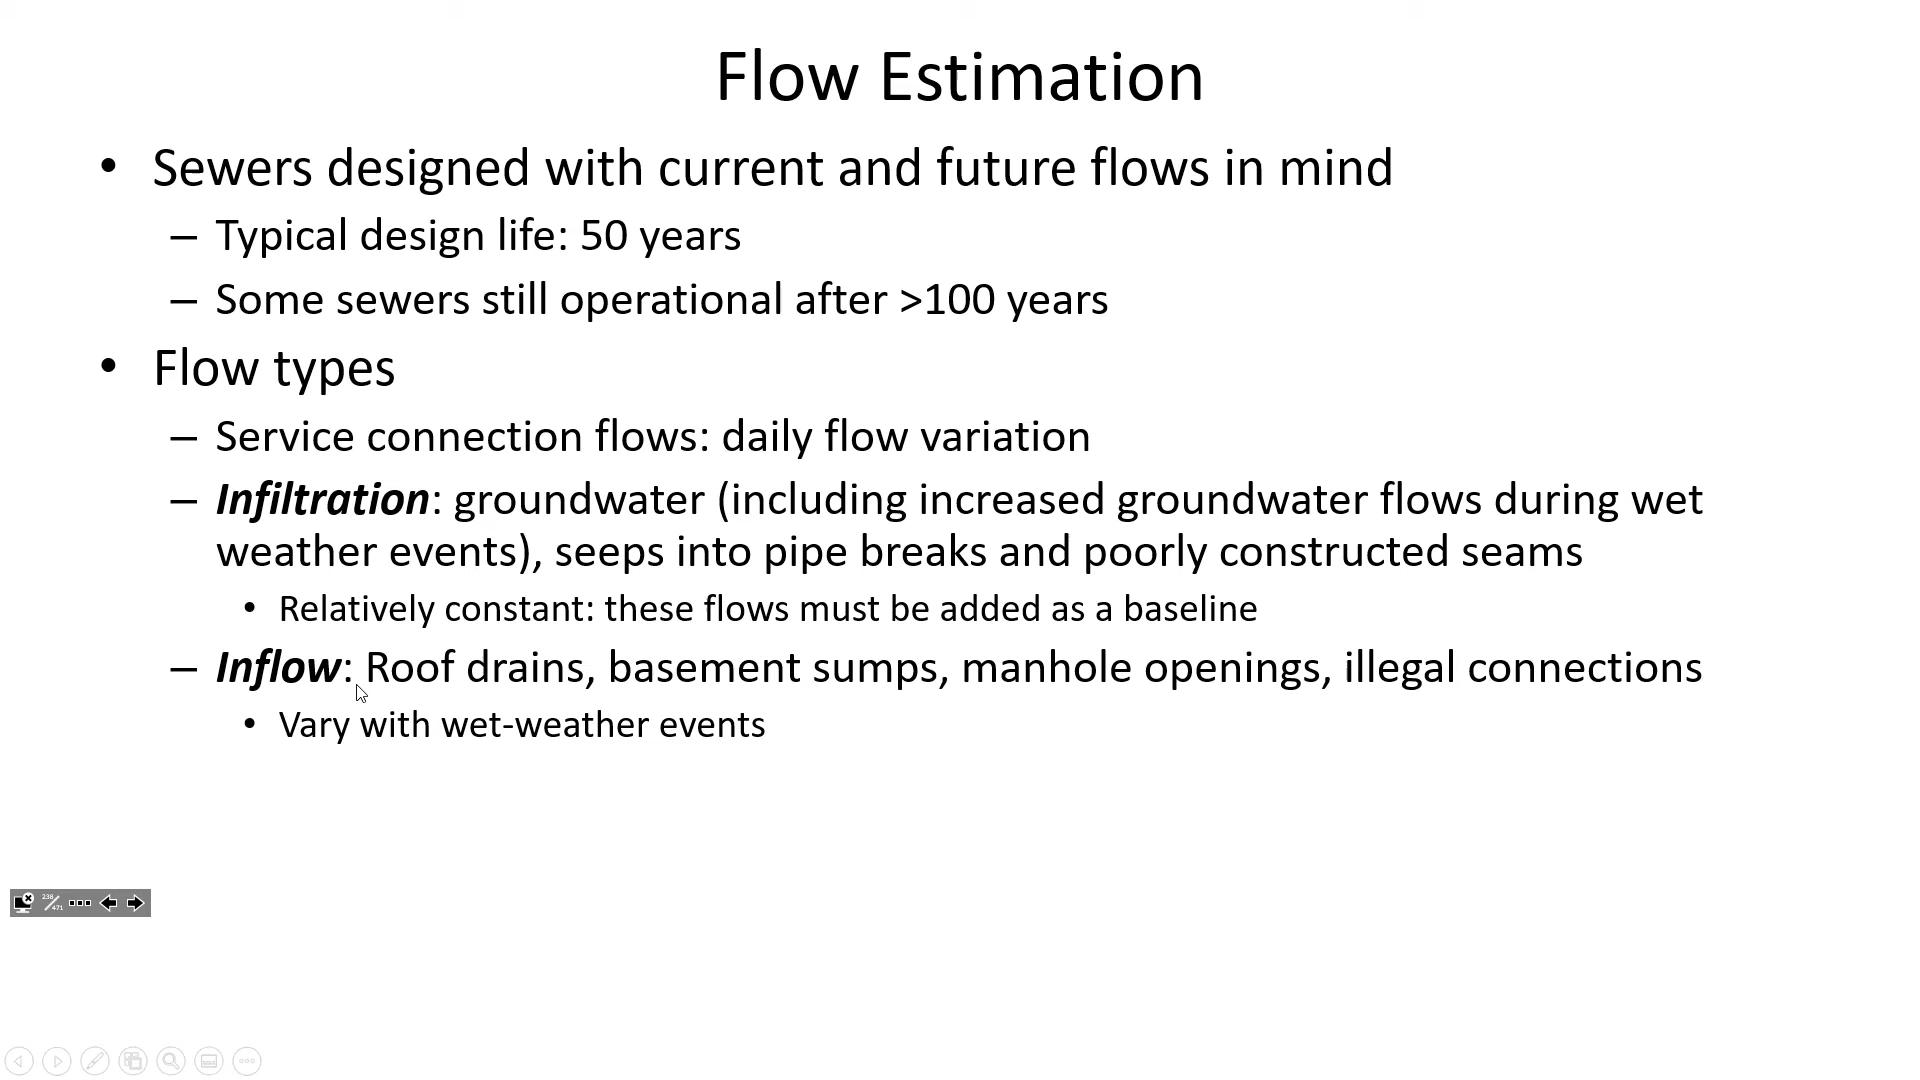 Flow Estimation
• Sewers designed with current and future flows in mind
– Typical design life: 50 years
– Some sewers still operational after >100 years
• Flow types
– Service connection flows: daily flow variation
– Infiltration: groundwater (including increased groundwater flows during wet
weather events), seeps into pipe breaks and poorly constructed seams
• Relatively constant: these flows must be added as a baseline
– Inflow: Roof drains, basement sumps, manhole openings, illegal connections
• Vary with wet-weather events
238/471